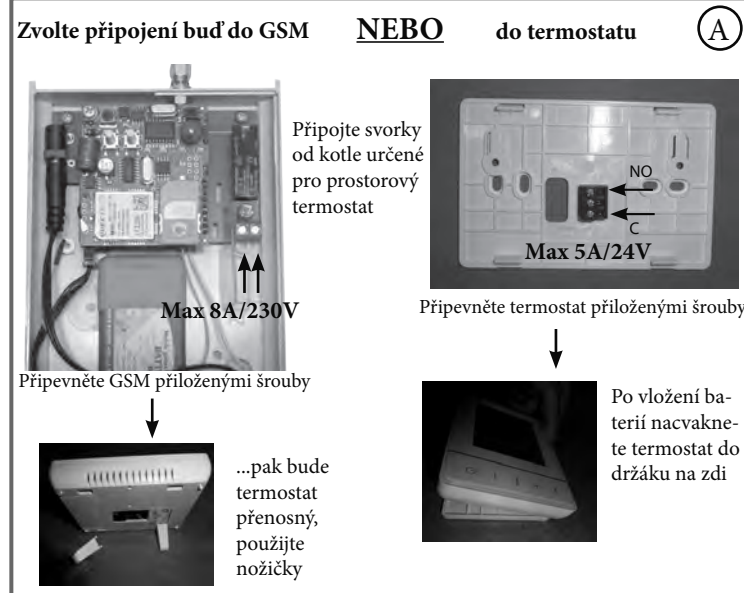 Zvolte připojení buď do GSM NEBO do termostatu A
Připojte svorky
od kotle určené
pro prostorový
termostat
Max 8A/230V
NO
C
Max 5A/24V
Připevněte GSM přiloženými šrouby
Připevněte termostat přiloženými šrouby
...pak bude
termostat
přenosný,
použijte
nožičky
Po vložení ba-
terií nacvakne-
te termostat do
držáku na zdi